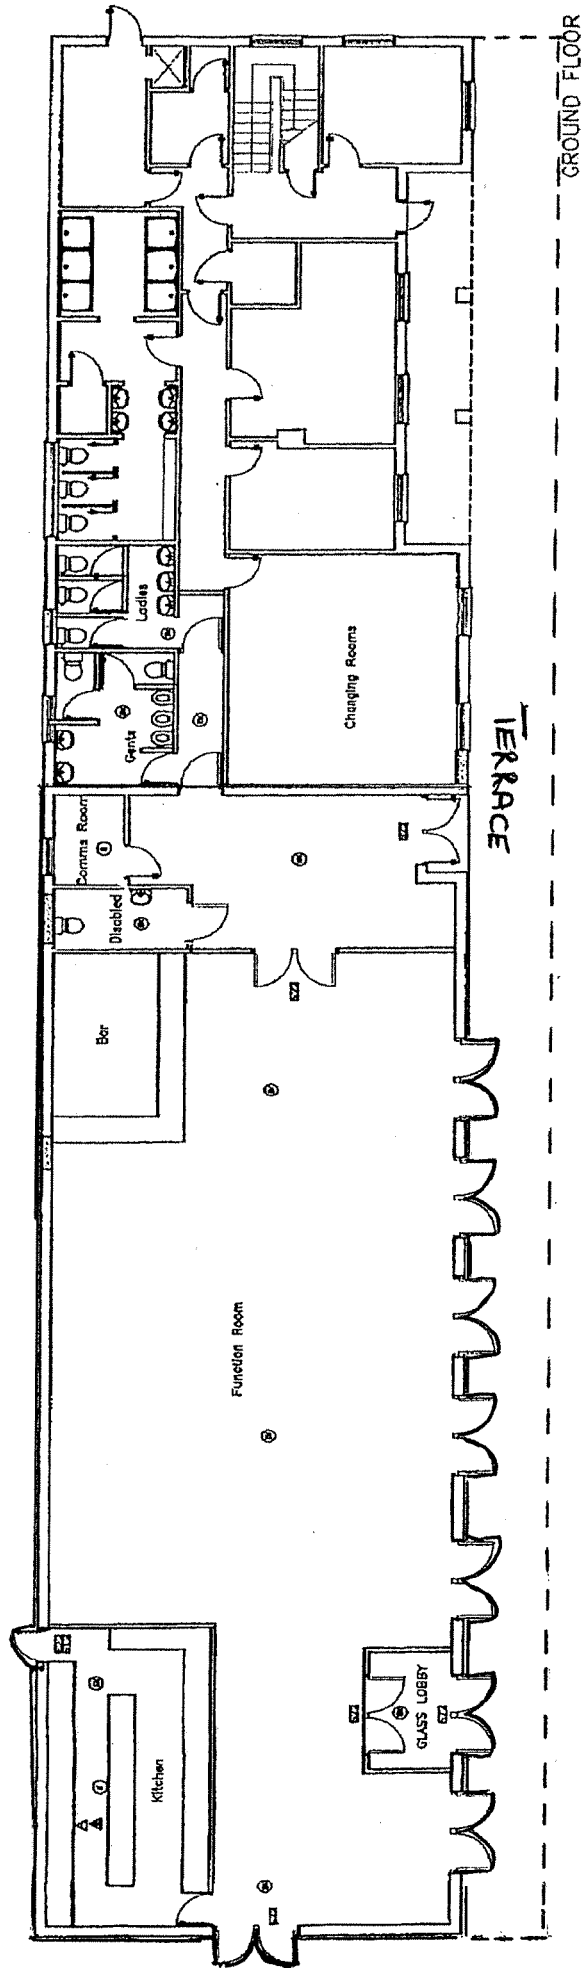 GROUND FLOOR
Ladies
Gents
Changing Rooms
TERRACE
Comms Room
Disabled
Bar
Function Room
GLASS LOBBY
Kitchen